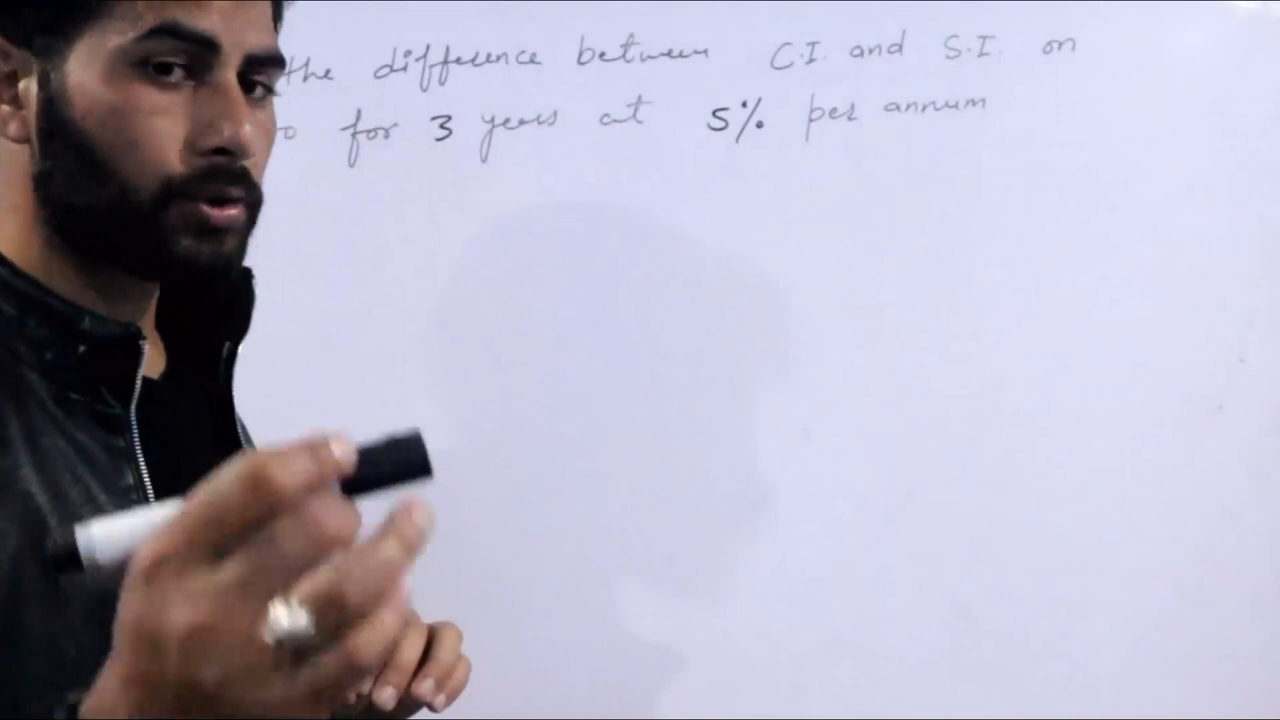 the difference between C.I. and S.I. on
for 3 years at 5% per annum